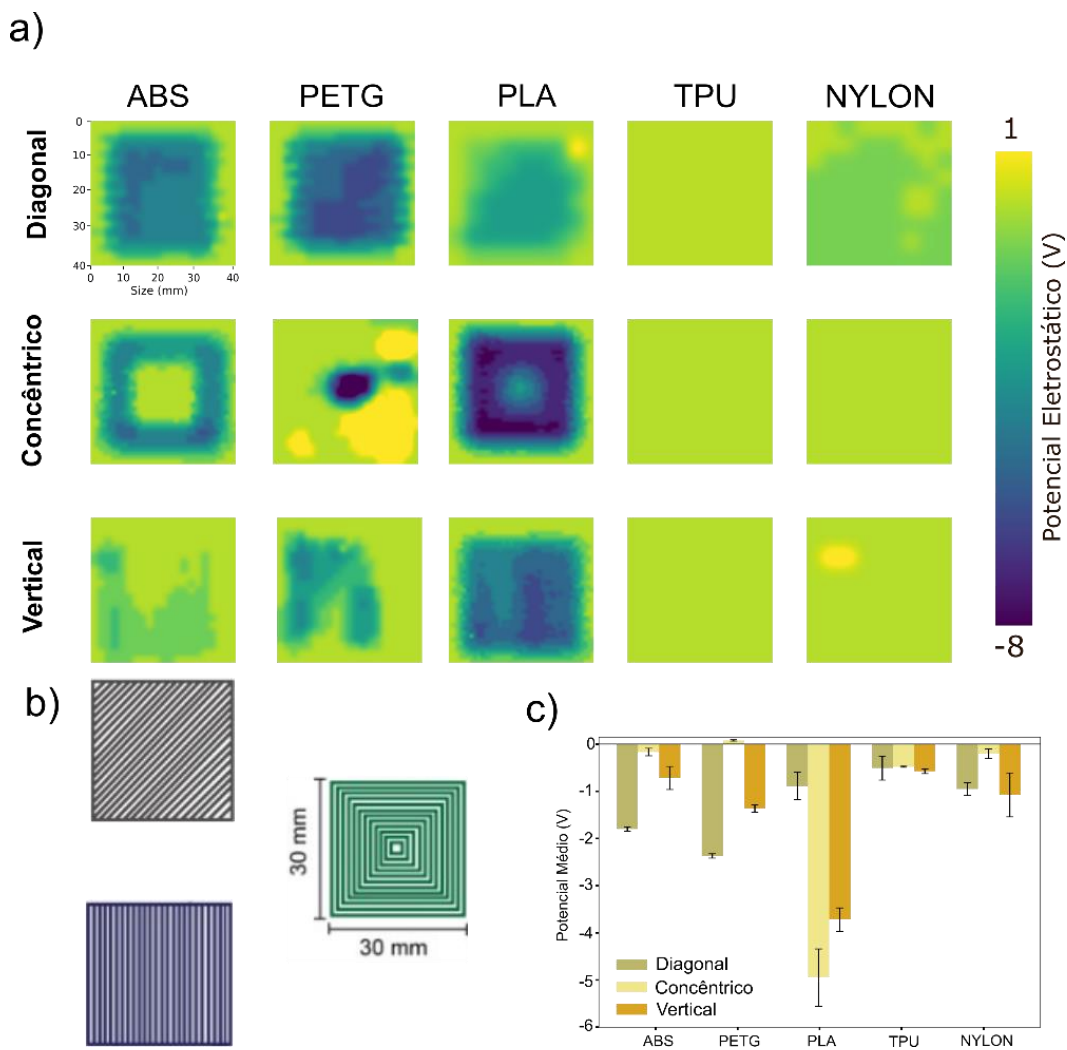 a)
ABS PETG PLA TPU NYLON
Diagonal
0
10
20
30
40
0 10 20 30 40
Size (mm)
Concêntrico
Vertical
1
Potencial Eletrostático (V)
-8
b)
30 mm
30 mm
c)
0
-1
-2
-3
-4
-5
-6
Potencial Médio (V)
Diagonal
Concêntrico
Vertical
ABS PETG PLA TPU NYLON